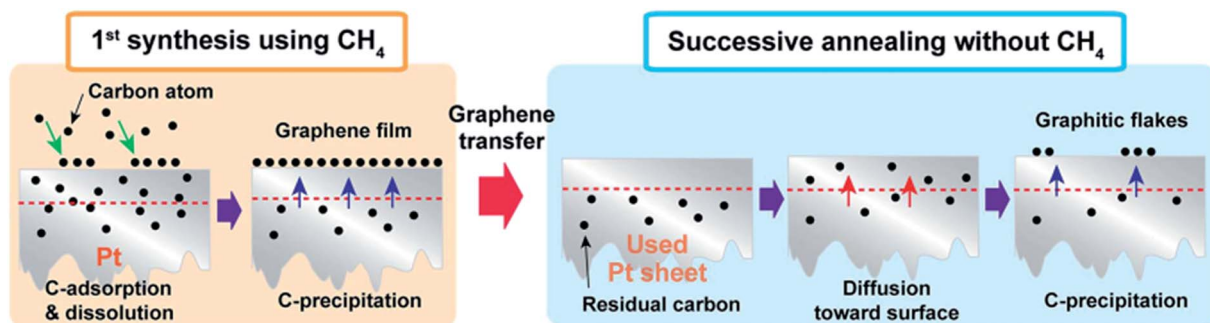 1st synthesis using CH4
Carbon atom
Graphene film
Pt
C-adsorption
& dissolution
C-precipitation
Graphene
transfer
Successive annealing without CH4
Used
Pt sheet
Residual carbon
Diffusion
toward surface
Graphitic flakes
C-precipitation